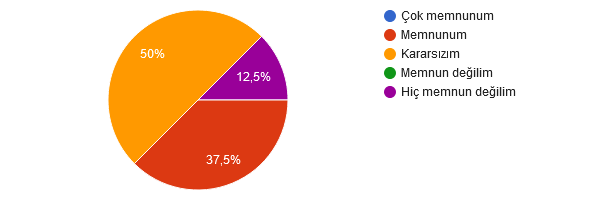 50%
12,5%
37,5%
Çok memnunum
Memnunum
Kararsızım
Memnun değilim
Hiç memnun değilim